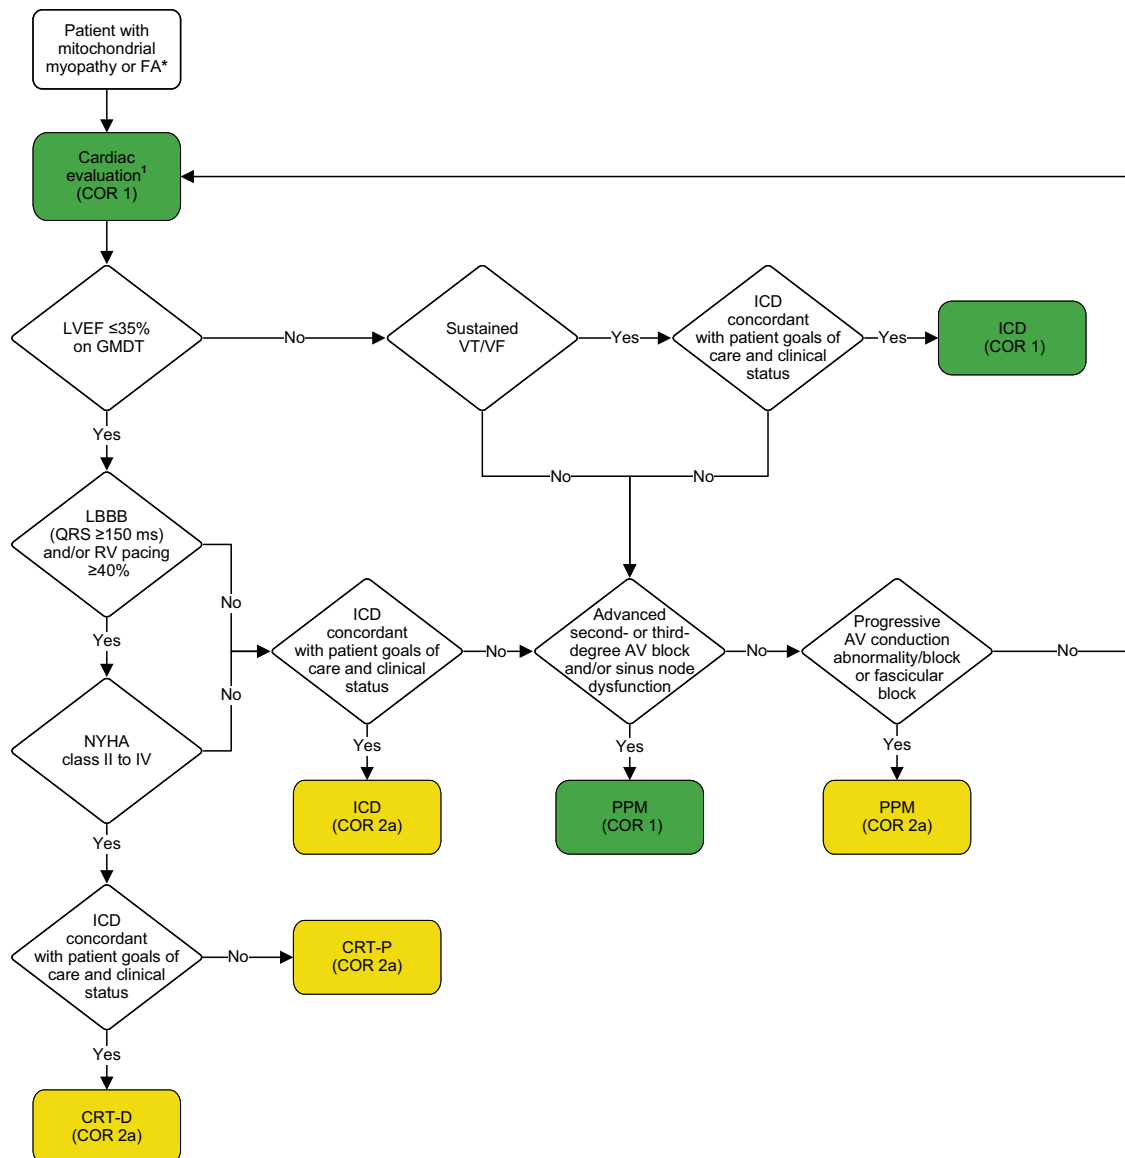 Patient with
mitochondrial
myopathy or FA*
Cardiac
evaluation¹
(COR 1)
LVEF ≤35%
on GMDT
No
Sustained
VT/VF
Yes
ICD
concordant
with patient goals of
care and clinical
status
Yes
ICD
(COR 1)
Yes
No
No
LBBB
(QRS ≥150 ms)
and/or RV pacing
≥40%
No
Yes
ICD
concordant
with patient goals of
care and clinical
status
No
Advanced
second- or third-
degree AV block
and/or sinus node
dysfunction
No
Progressive
AV conduction
abnormality/block
or fascicular
block
No
No
NYHA
class II to IV
Yes
Yes
Yes
ICD
(COR 2a)
PPM
(COR 1)
PPM
(COR 2a)
Yes
ICD
concordant
with patient goals of
care and clinical
status
No
CRT-P
(COR 2a)
Yes
CRT-D
(COR 2a)